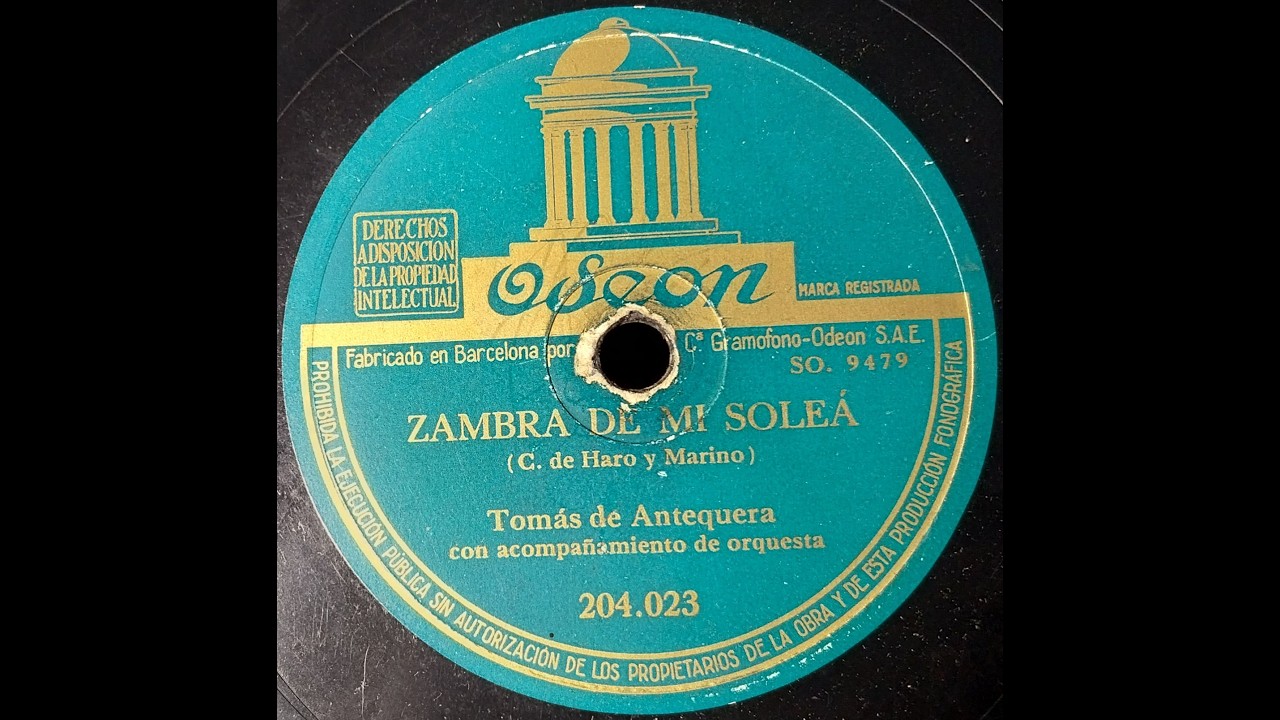 DERECHOS
A DISPOSICION
DE LA PROPIEDAD
INTELECTUAL
Odeon
MARCA REGISTRADA
Fabricado en Barcelona por Cª Gramofono-Odeon S.A.E.
SO. 9479
ZAMBRA DE MI SOLEÁ
(C. de Haro y Marino)
Tomás de Antequera
con acompañamiento de orquesta
204.023
PROHIBIDA LA EJECUCIÓN PÚBLICA SIN AUTORIZACIÓN DE LOS PROPIETARIOS DE LA OBRA Y DE ESTA PRODUCCIÓN FONOGRÁFICA